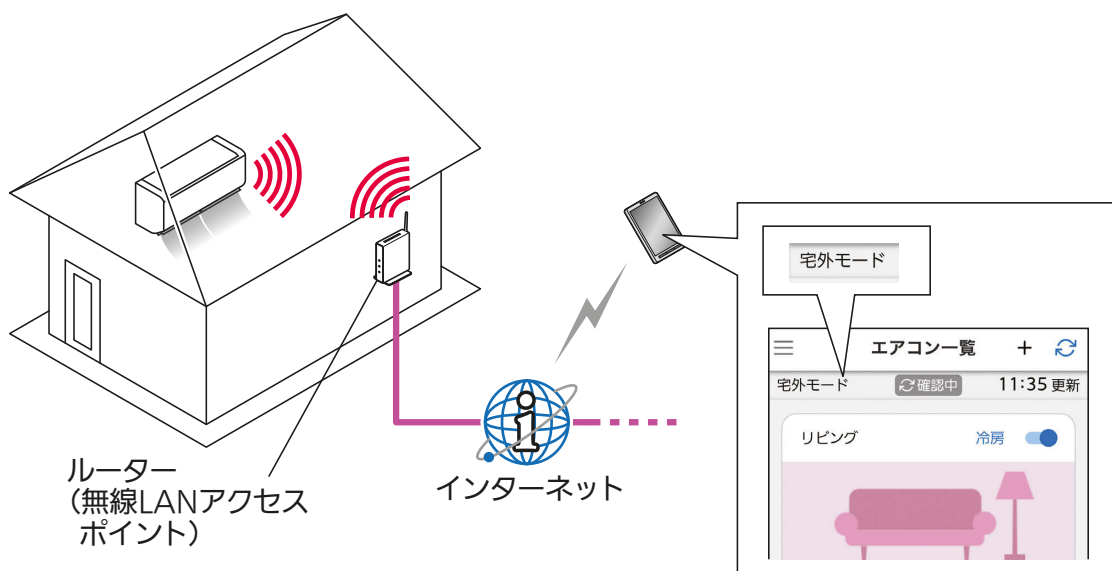 宅外モード
エアコン一覧 +
宅外モード 確認中 11:35 更新
リビング 冷房
ルーター
(無線LANアクセス
ポイント)
インターネット